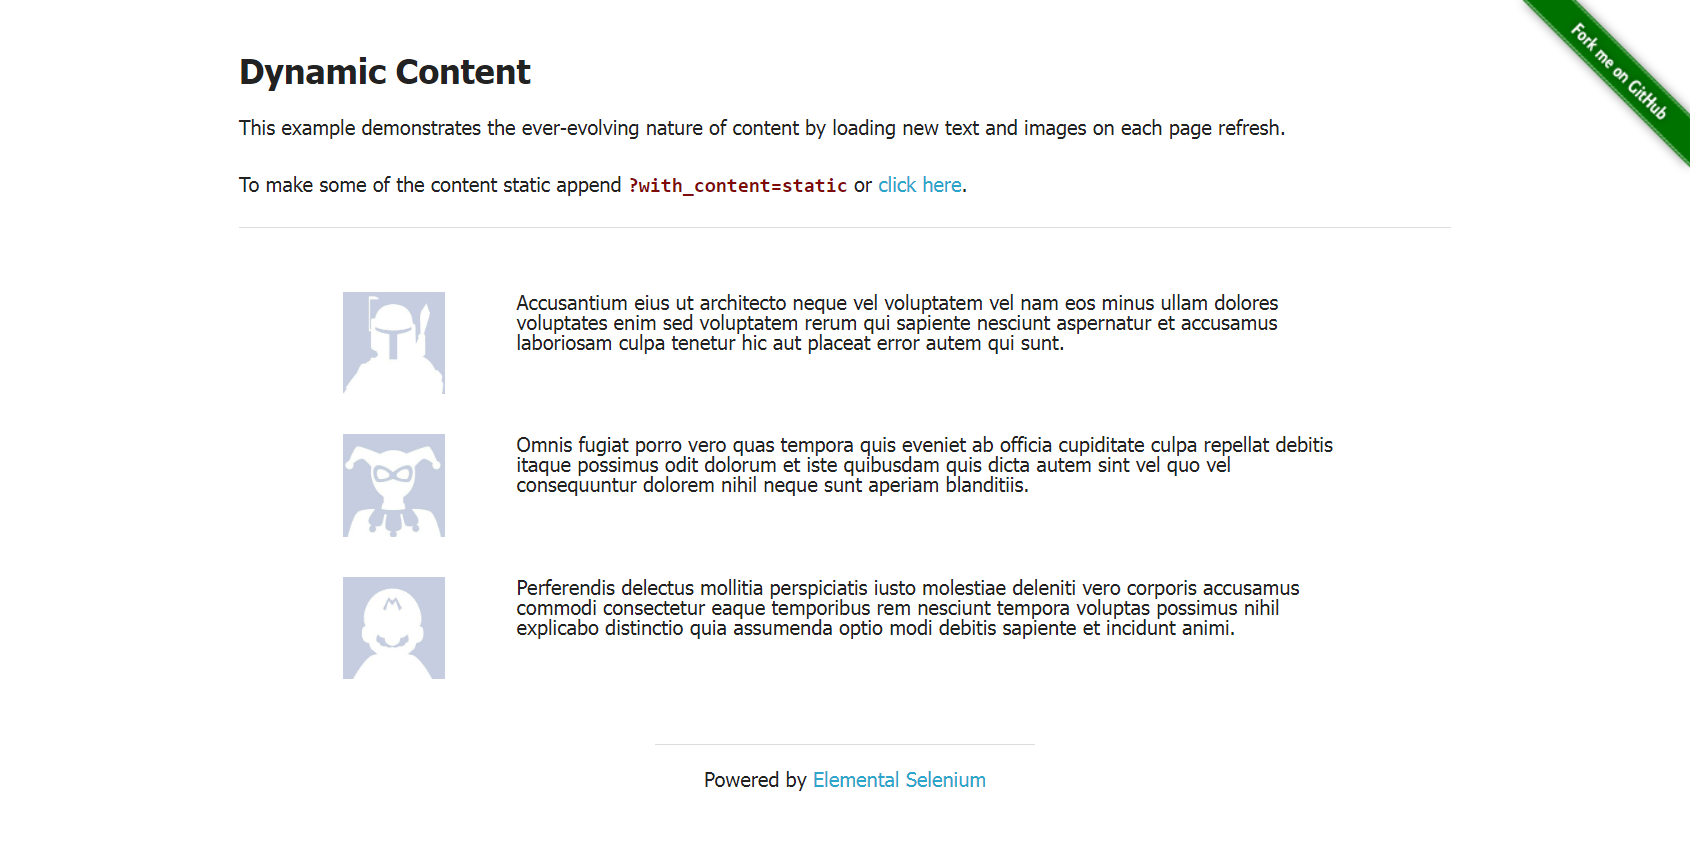 Fork me on GitHub
Dynamic Content
This example demonstrates the ever-evolving nature of content by loading new text and images on each page refresh.
To make some of the content static append ?with_content=static or click here.
Accusantium eius ut architecto neque vel voluptatem vel nam eos minus ullam dolores
voluptates enim sed voluptatem rerum qui sapiente nesciunt aspernatur et accusamus
laboriosam culpa tenetur hic aut placeat error autem qui sunt.
Omnis fugiat porro vero quas tempora quis eveniet ab officia cupiditate culpa repellat debitis
itaque possimus odit dolorum et iste quibusdam quis dicta autem sint vel quo vel
consequuntur dolorem nihil neque sunt aperiam blanditiis.
M
Perferendis delectus mollitia perspiciatis iusto molestiae deleniti vero corporis accusamus
commodi consectetur eaque temporibus rem nesciunt tempora voluptas possimus nihil
explicabo distinctio quia assumenda optio modi debitis sapiente et incidunt animi.
Powered by Elemental Selenium